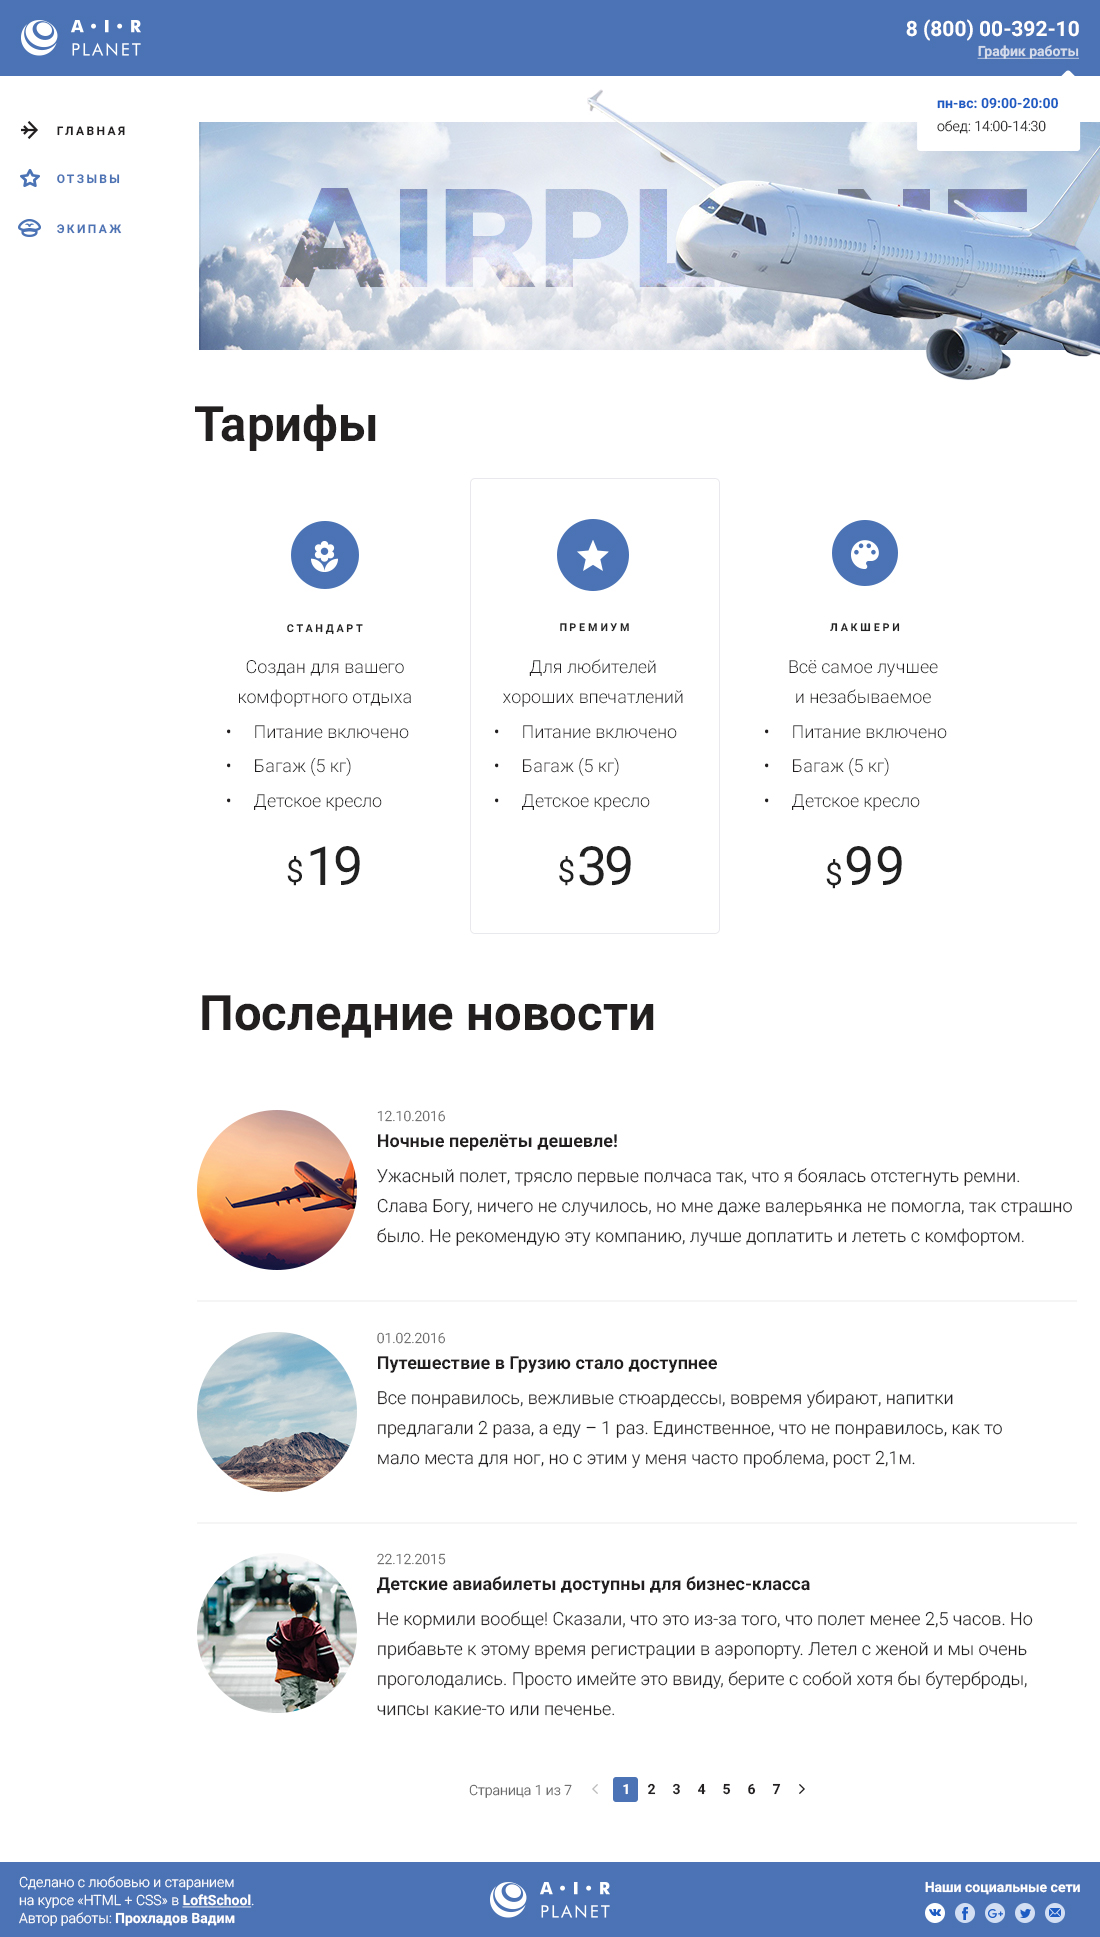 A·I·R
PLANET
8 (800) 00-392-10
График работы
пн-вс: 09:00-20:00
обед: 14:00-14:30
ГЛАВНАЯ
ОТЗЫВЫ
ЭКИПАЖ
AIRPLANE
Тарифы
СТАНДАРТ
Создан для вашего
комфортного отдыха
• Питание включено
• Багаж (5 кг)
• Детское кресло
$19
ПРЕМИУМ
Для любителей
хороших впечатлений
• Питание включено
• Багаж (5 кг)
• Детское кресло
$39
ЛАКШЕРИ
Всё самое лучшее
и незабываемое
• Питание включено
• Багаж (5 кг)
• Детское кресло
$99
Последние новости
12.10.2016
Ночные перелёты дешевле!
Ужасный полет, трясло первые полчаса так, что я боялась отстегнуть ремни.
Слава Богу, ничего не случилось, но мне даже валерьянка не помогла, так страшно
было. Не рекомендую эту компанию, лучше доплатить и лететь с комфортом.
01.02.2016
Путешествие в Грузию стало доступнее
Все понравилось, вежливые стюардессы, вовремя убирают, напитки
предлагали 2 раза, а еду – 1 раз. Единственное, что не понравилось, как то
мало места для ног, но с этим у меня часто проблема, рост 2,1м.
22.12.2015
Детские авиабилеты доступны для бизнес-класса
Не кормили вообще! Сказали, что это из-за того, что полет менее 2,5 часов. Но
прибавьте к этому время регистрации в аэропорту. Летел с женой и мы очень
проголодались. Просто имейте это ввиду, берите с собой хотя бы бутерброды,
чипсы какие-то или печенье.
Страница 1 из 7 1 2 3 4 5 6 7
Сделано с любовью и старанием
на курсе «HTML + CSS» в LoftSchool.
Автор работы: Прохладов Вадим
A·I·R
PLANET
Наши социальные сети